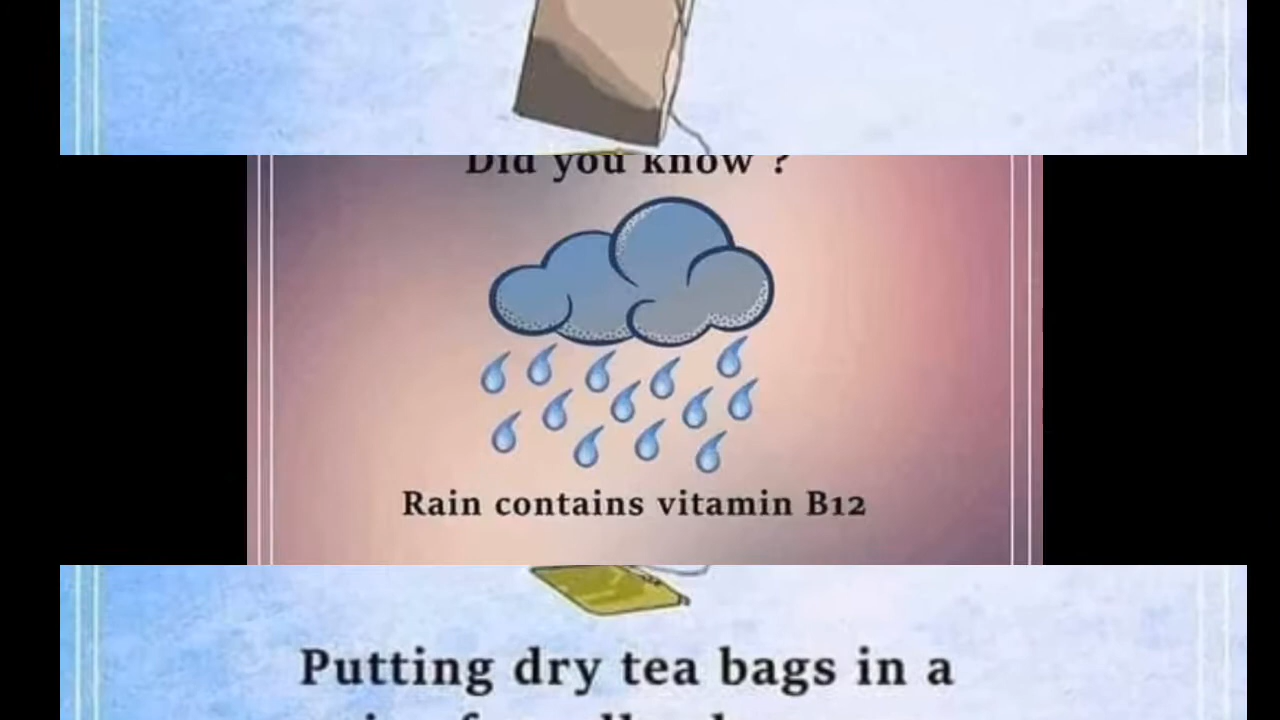 Did you know ?
Rain contains vitamin B12
Putting dry tea bags in a